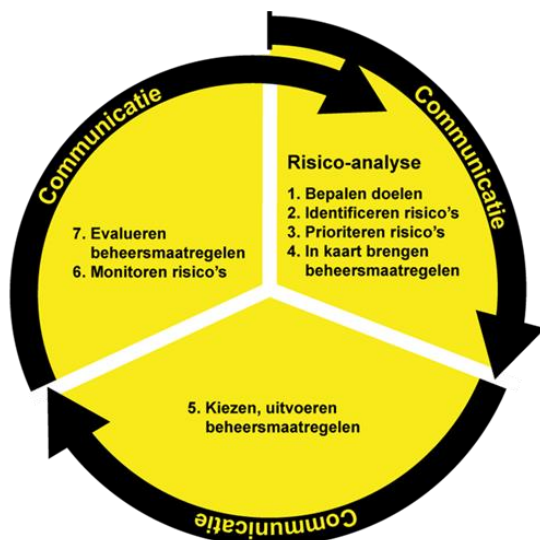 Communicatie
Communicatie
Risico-analyse
1. Bepalen doelen
2. Identificeren risico's
3. Prioriteren risico's
4. In kaart brengen
beheersmaatregelen
7. Evalueren
beheersmaatregelen
6. Monitoren risico's
5. Kiezen, uitvoeren
beheersmaatregelen
Communicatie